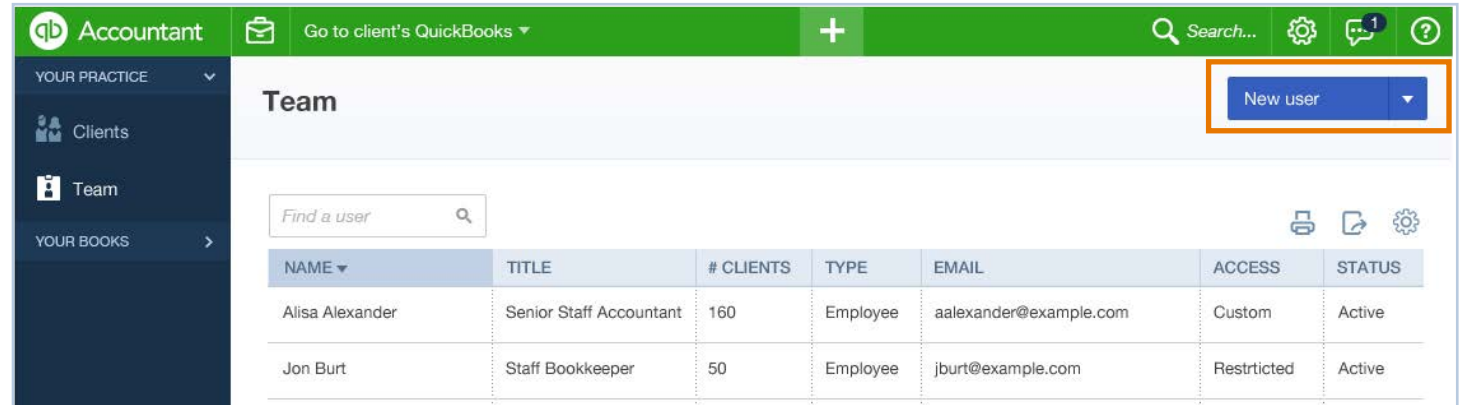 qb Accountant Go to client's QuickBooks Search... 1 ?
YOUR PRACTICE
Clients
Team
YOUR BOOKS
Team New user
Find a user
NAME TITLE # CLIENTS TYPE EMAIL ACCESS STATUS
Alisa Alexander Senior Staff Accountant 160 Employee aalexander@example.com Custom Active
Jon Burt Staff Bookkeeper 50 Employee jburt@example.com Restrticted Active